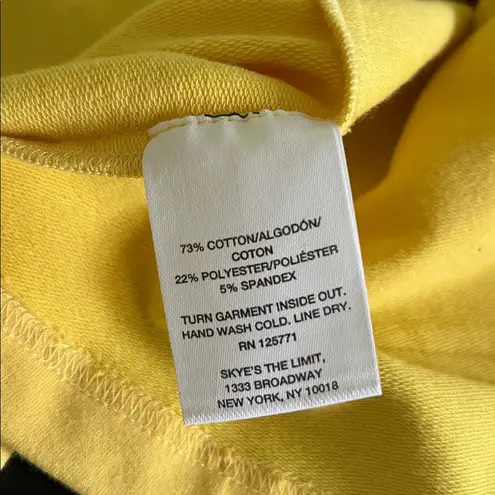 73% COTTON/ALGODÓN/
COTON
22% POLYESTER/POLIÉSTER
5% SPANDEX
TURN GARMENT INSIDE OUT.
HAND WASH COLD. LINE DRY.
RN 125771
SKYE'S THE LIMIT,
1333 BROADWAY
NEW YORK, NY 10018